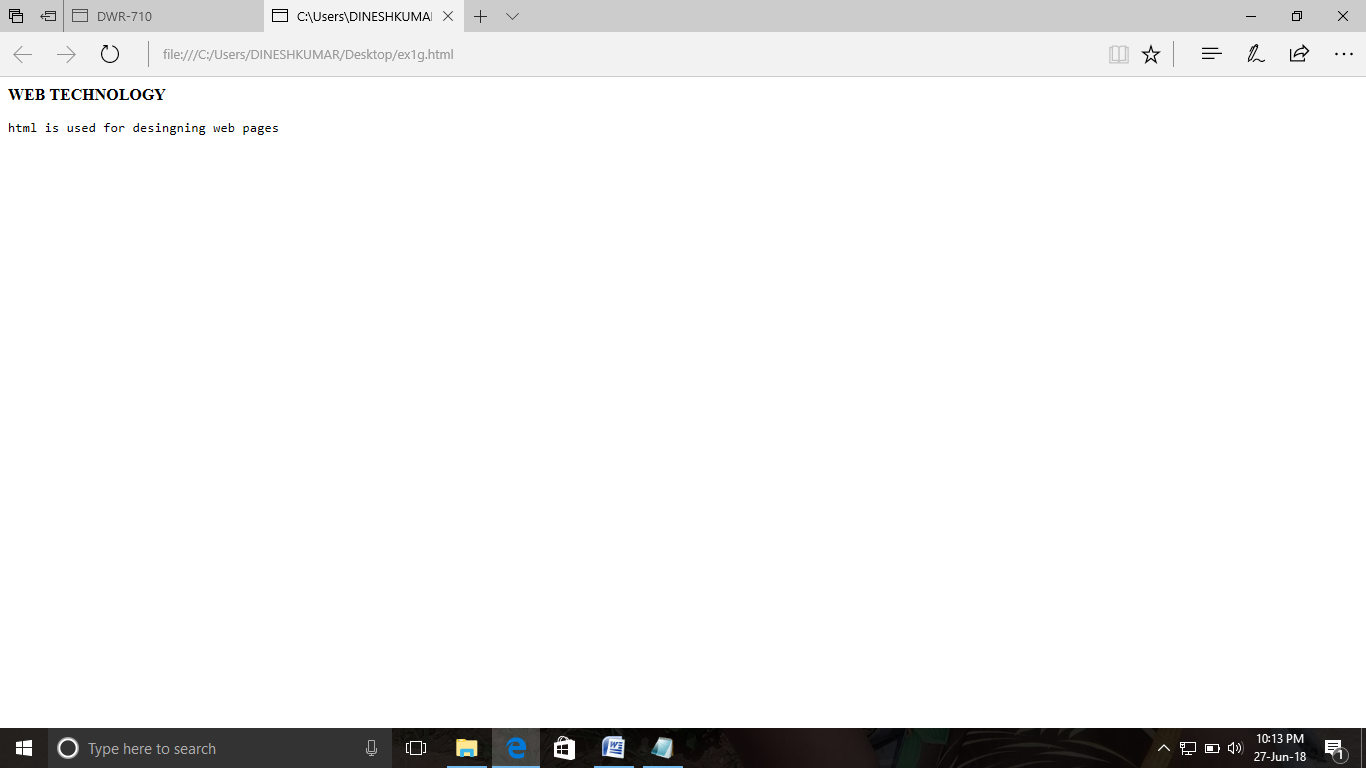 DWR-710
C:\Users\DINESHKUMA
file:///C:/Users/DINESHKUMAR/Desktop/ex1g.html
WEB TECHNOLOGY
html is used for desingning web pages
Type here to search
10:13 PM
27-Jun-18
1